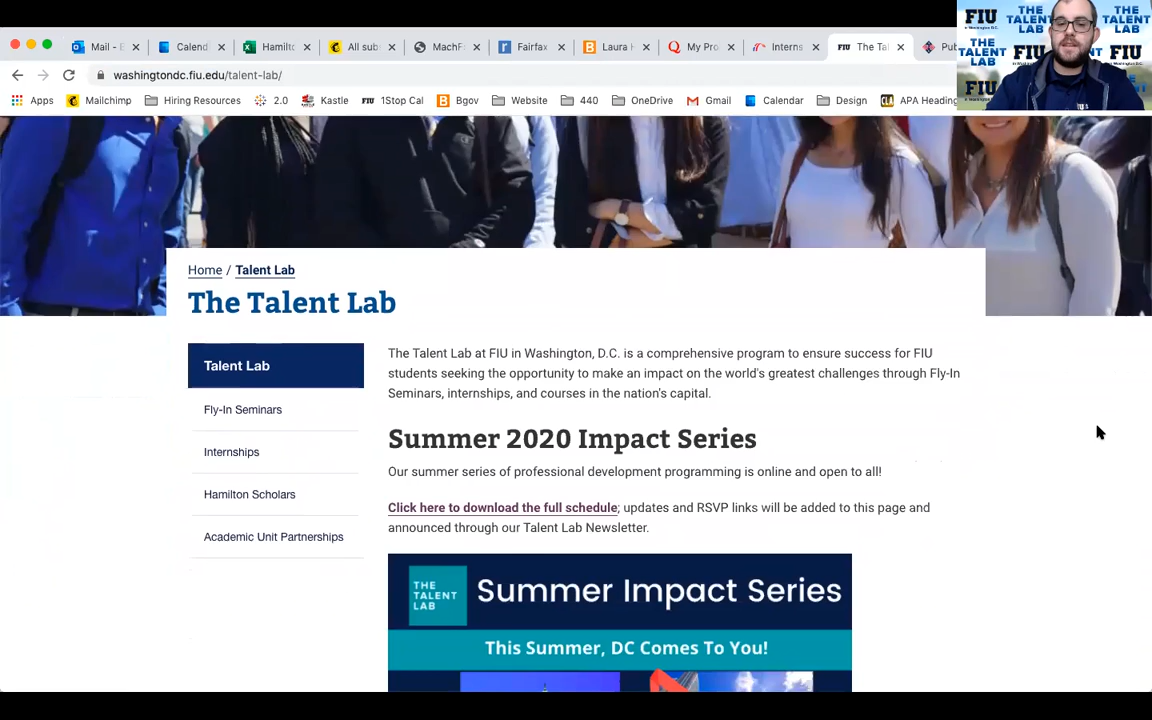 Mail - E
Calend
Hamilt
All sub
MachF
Fairfax
Laura H
My Pro
Interns
FIU The Ta
Pu
washingtondc.fiu.edu/talent-lab/
Apps
Mailchimp
Hiring Resources
2.0
Kastle
FIU 1Stop Cal
Bgov
Website
440
OneDrive
Gmail
Calendar
Design
APA Heading
FIU
THE TALENT LAB
THE TALENT LAB
THE TALENT LAB
FIU
FIU
FIU
Home / Talent Lab
The Talent Lab
Talent Lab
Fly-In Seminars
Internships
Hamilton Scholars
Academic Unit Partnerships
The Talent Lab at FIU in Washington, D.C. is a comprehensive program to ensure success for FIU
students seeking the opportunity to make an impact on the world's greatest challenges through Fly-In
Seminars, internships, and courses in the nation's capital.
Summer 2020 Impact Series
Our summer series of professional development programming is online and open to all!
Click here to download the full schedule; updates and RSVP links will be added to this page and
announced through our Talent Lab Newsletter.
THE
TALENT
LAB
Summer Impact Series
This Summer, DC Comes To You!